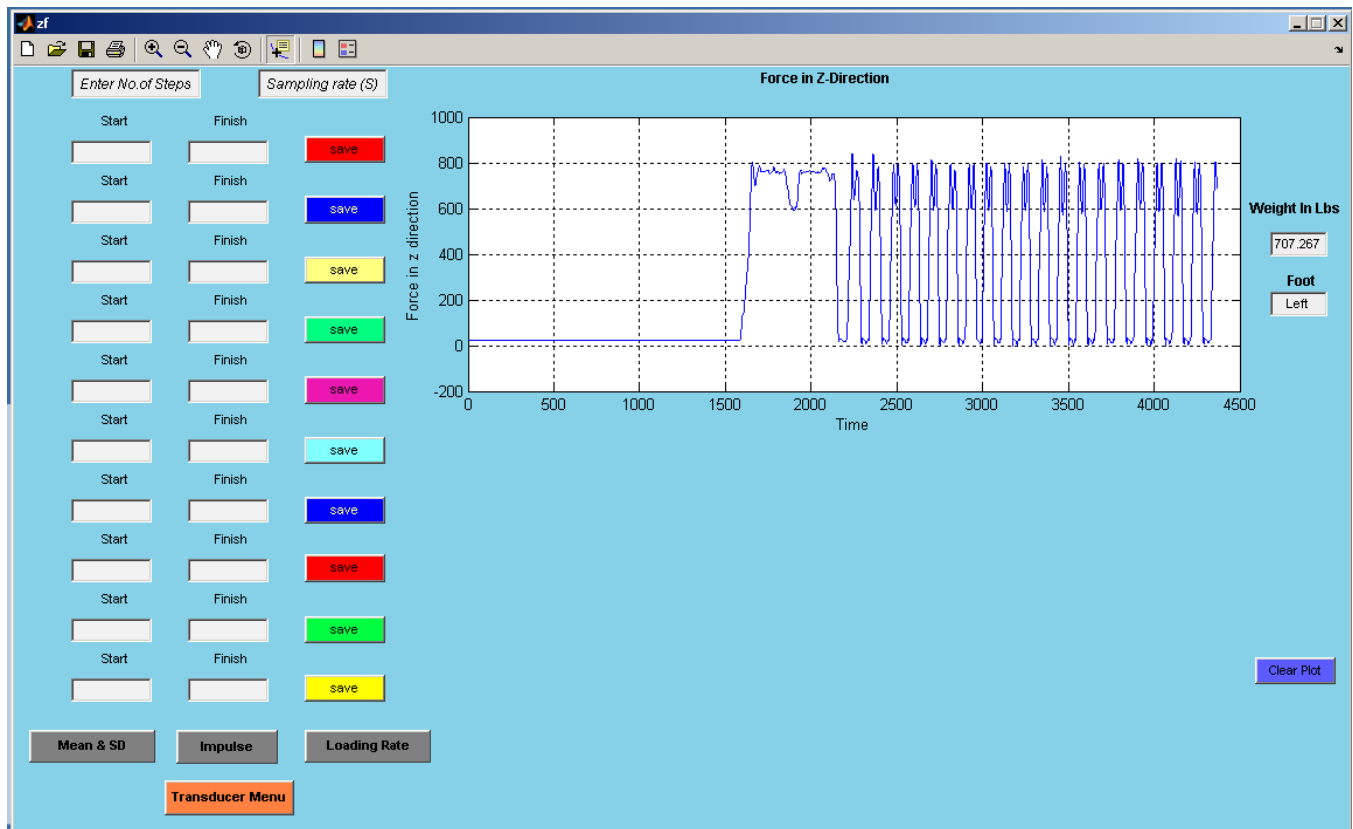 zf
Enter No.of Steps
Sampling rate (S)
Start Finish
save
Start Finish
save
Start Finish
save
Start Finish
save
Start Finish
save
Start Finish
save
Start Finish
save
Start Finish
save
Start Finish
save
Start Finish
save
Mean & SD
Impulse
Loading Rate
Transducer Menu
Force in Z-Direction
Force in z direction
1000
800
600
400
200
0
-200
0 500 1000 1500 2000 2500 3000 3500 4000 4500
Time
Weight In Lbs
707.267
Foot
Left
Clear Plot